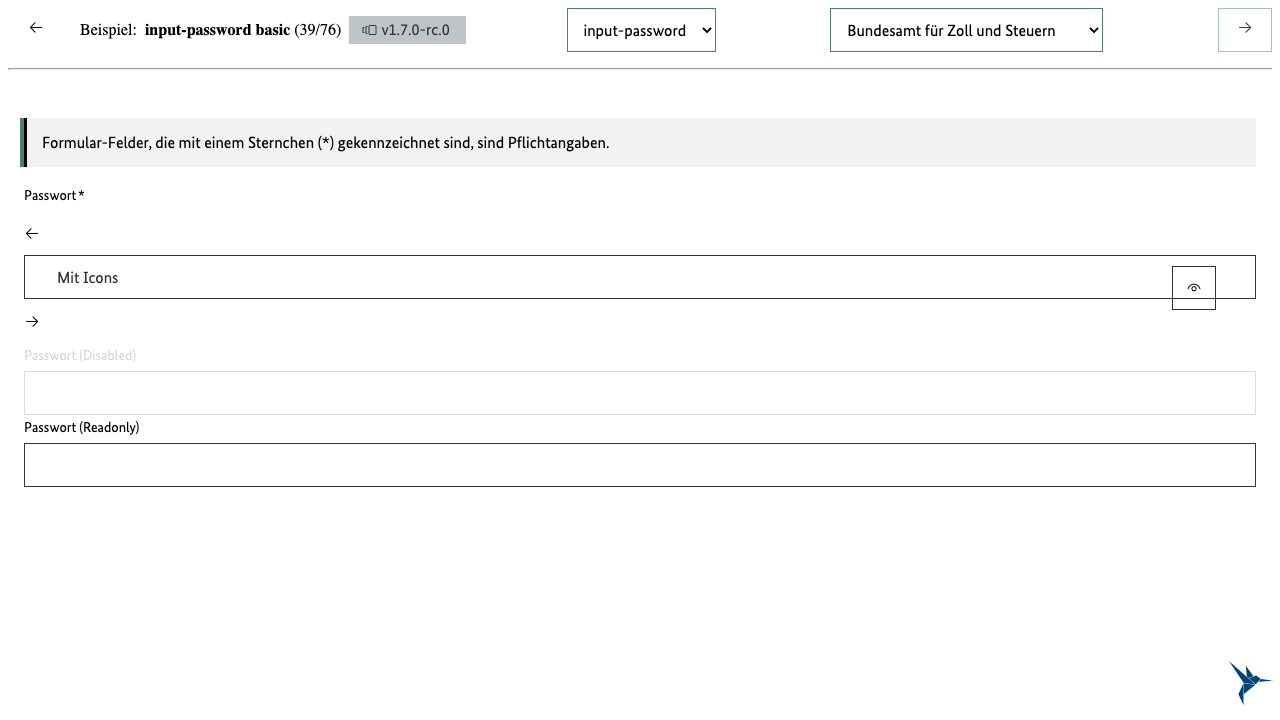 Beispiel: input-password basic (39/76) v1.7.0-rc.0 input-password Bundesamt für Zoll und Steuern
Formular-Felder, die mit einem Sternchen (*) gekennzeichnet sind, sind Pflichtangaben.
Passwort *
Mit Icons
Passwort (Disabled)
Passwort (Readonly)